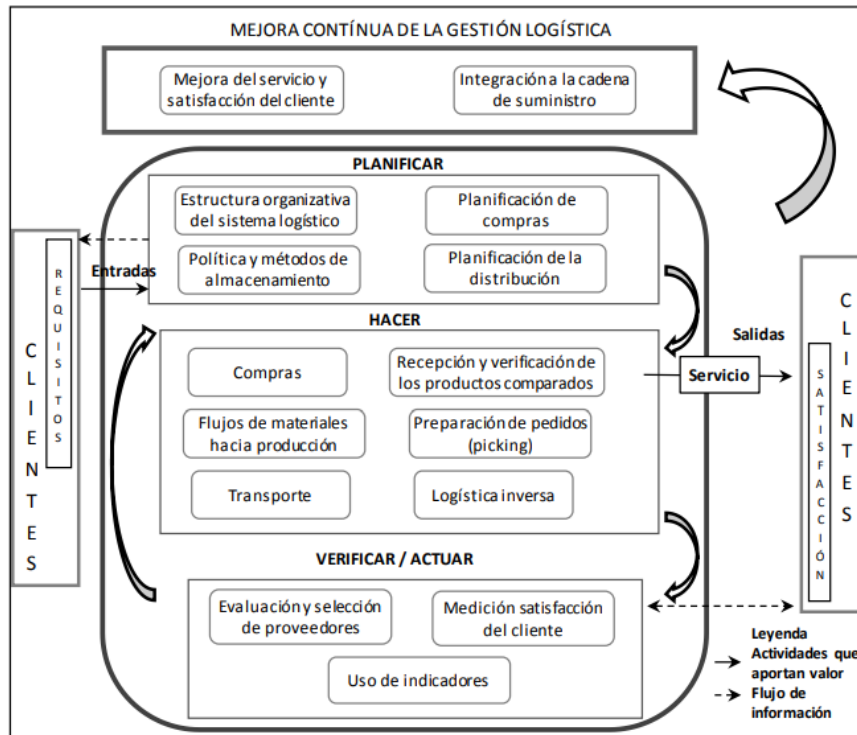 MEJORA CONTÍNUA DE LA GESTIÓN LOGÍSTICA
Mejora del servicio y
satisfacción del cliente
Integración a la cadena
de suministro
PLANIFICAR
Estructura organizativa
del sistema logístico
Planificación de
compras
Política y métodos de
almacenamiento
Planificación de la
distribución
Entradas
REQUISITOS
CLIENTES
HACER
Compras
Recepción y verificación de
los productos comparados
Flujos de materiales
hacia producción
Preparación de pedidos
(picking)
Transporte
Logística inversa
Salidas
Servicio
SATISFACCIÓN
CLIENTES
VERIFICAR / ACTUAR
Evaluación y selección
de proveedores
Medición satisfacción
del cliente
Uso de indicadores
Leyenda
Actividades que
aportan valor
Flujo de
información